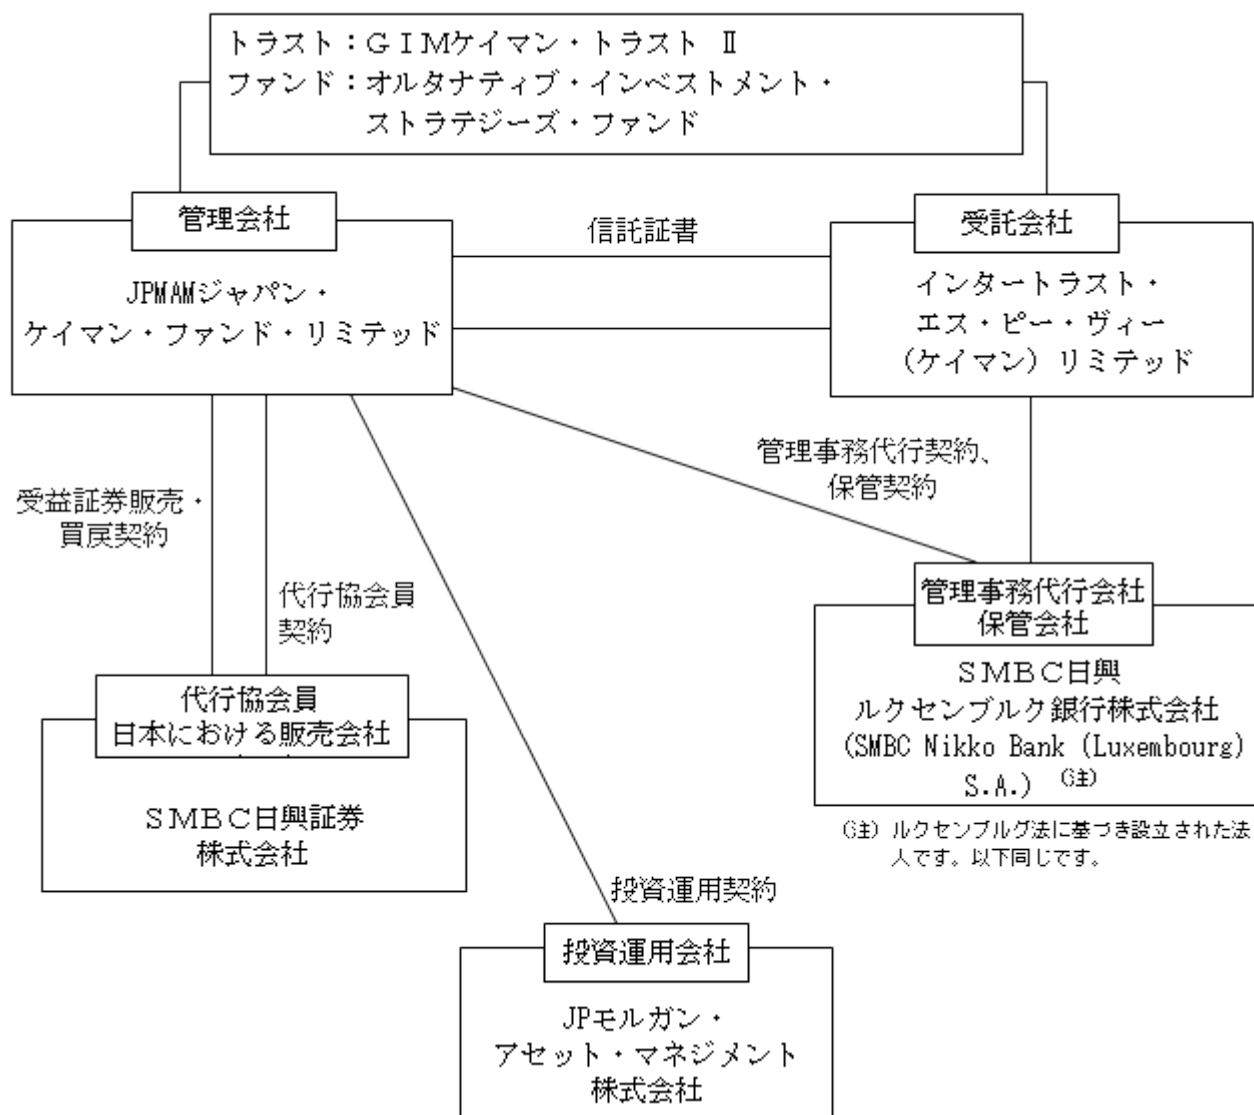 トラスト：ＧＩＭケイマン・トラスト Ⅱ
ファンド：オルタナティブ・インベストメント・
ストラテジーズ・ファンド
管理会社
受託会社
信託証書
JPMAMジャパン・
ケイマン・ファンド・リミテッド
インタートラスト・
エス・ピー・ヴィー
（ケイマン）リミテッド
管理事務代行契約、
保管契約
受益証券販売・
買戻契約
代行協会員
契約
管理事務代行会社
保管会社
ＳＭＢＣ日興
ルクセンブルク銀行株式会社
(SMBC Nikko Bank (Luxembourg)
S.A.) （注）
（注）ルクセンブルグ法に基づき設立された法
人です。以下同じです。
代行協会員
日本における販売会社
ＳＭＢＣ日興証券
株式会社
投資運用契約
投資運用会社
JPモルガン・
アセット・マネジメント
株式会社